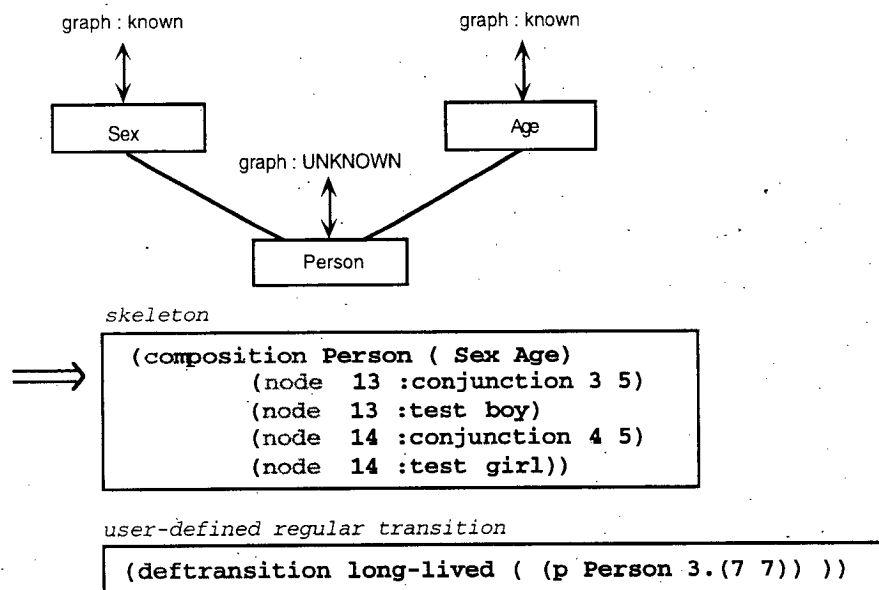 graph : known
graph : known
Sex
Age
graph : UNKNOWN
Person
skeleton
(composition Person ( Sex Age)
(node 13 :conjunction 3 5)
(node 13 :test boy)
(node 14 :conjunction 4 5)
(node 14 :test girl))
user-defined regular transition
(deftransition long-lived ( (p Person 3.(7 7)) ))